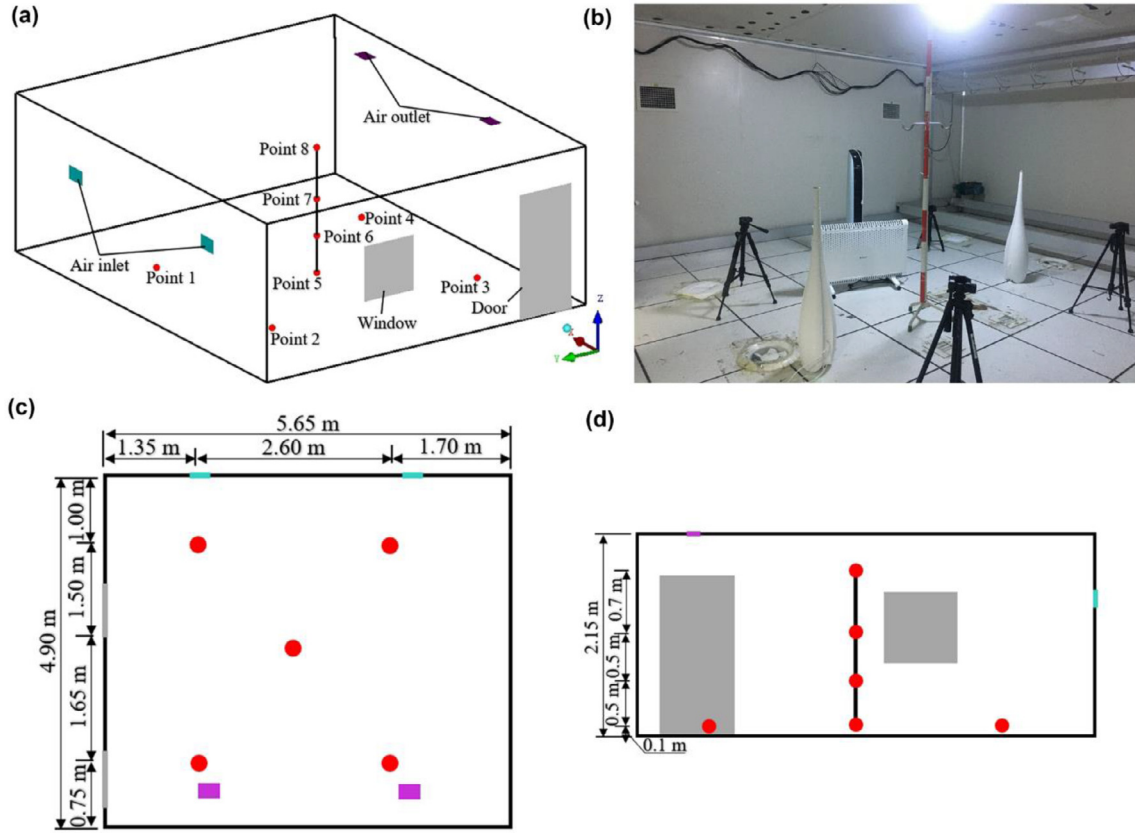 (a)
Air outlet
Point 8
Point 7
Point 4
Point 6
Air inlet
Point 1
Point 5
Point 3
Door
Window
Point 2
Z
Y
X
(b)
(c)
5.65 m
1.35 m
2.60 m
1.70 m
1.00 m
1.50 m
4.90 m
1.65 m
0.75 m
(d)
0.7 m
2.15 m
0.5 m
0.5 m
0.1 m